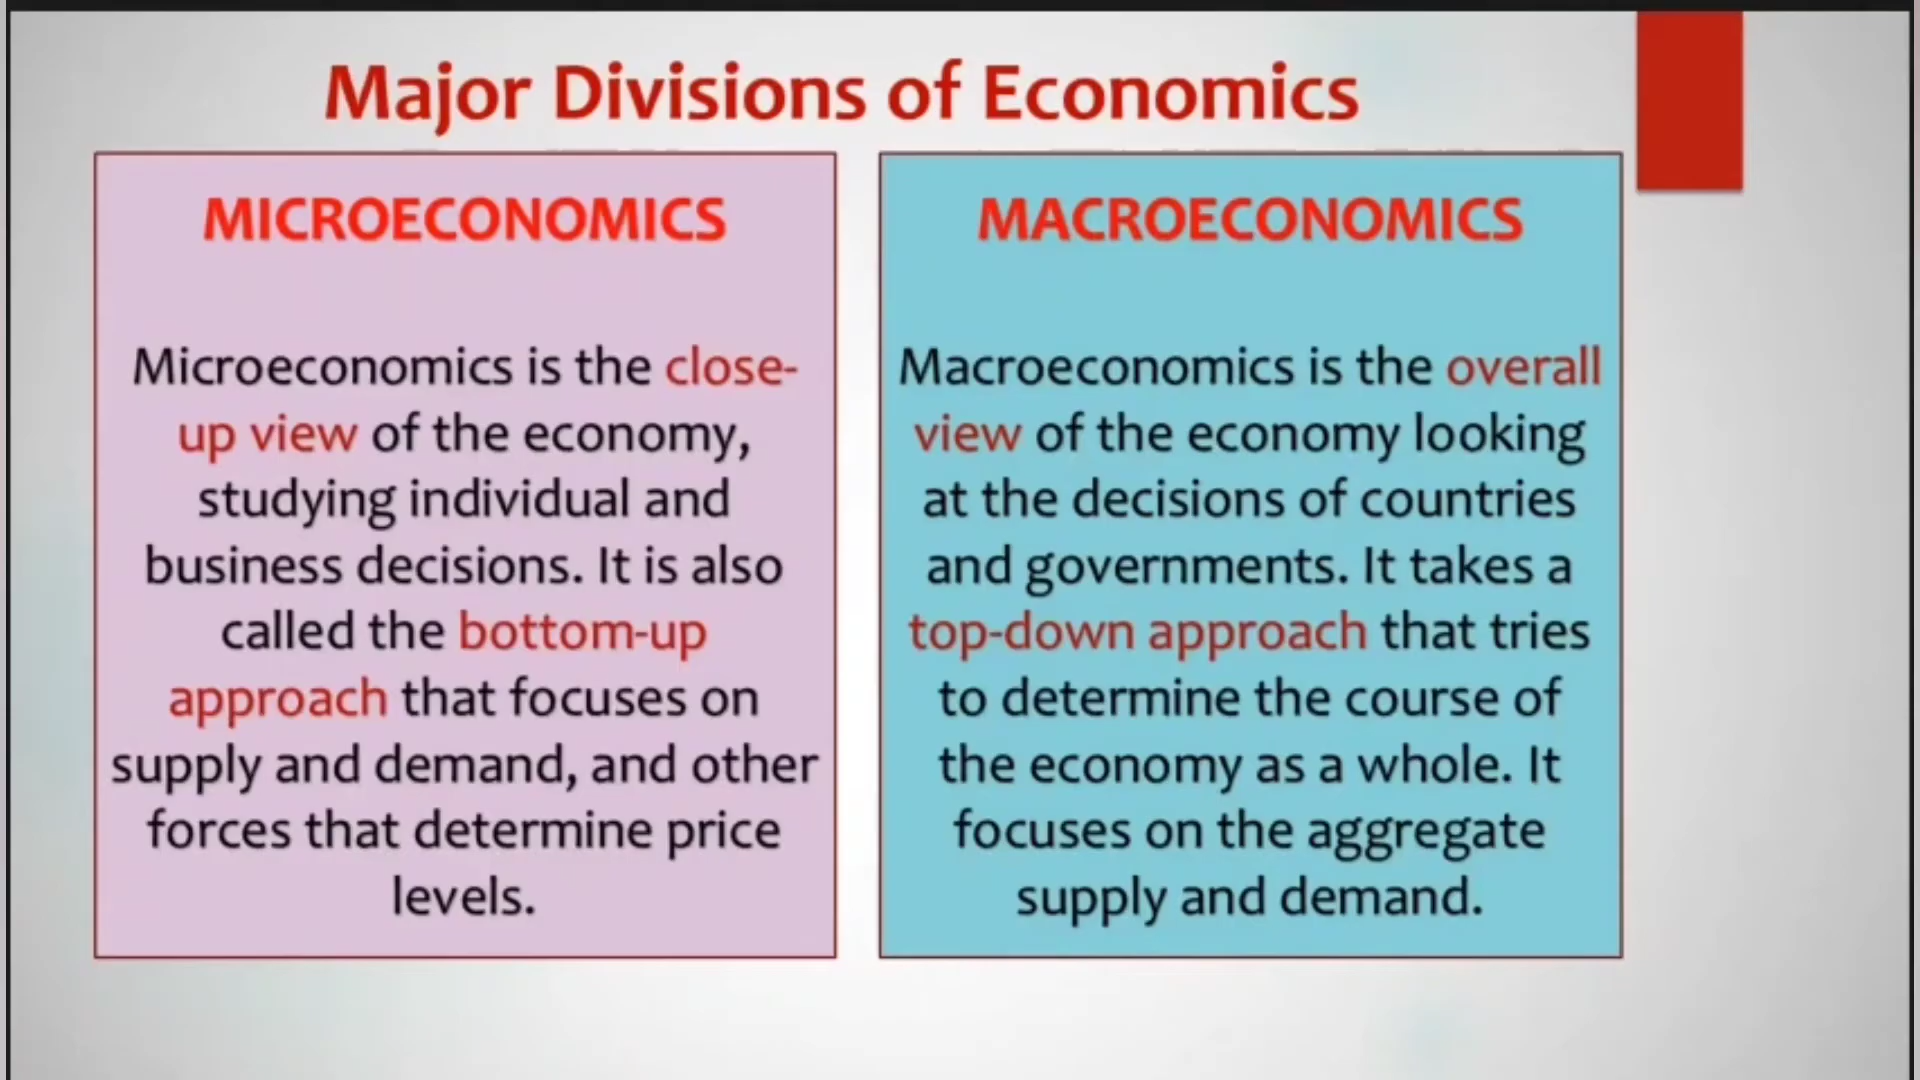 Major Divisions of Economics
MICROECONOMICS
Microeconomics is the close-
up view of the economy,
studying individual and
business decisions. It is also
called the bottom-up
approach that focuses on
supply and demand, and other
forces that determine price
levels.
MACROECONOMICS
Macroeconomics is the overall
view of the economy looking
at the decisions of countries
and governments. It takes a
top-down approach that tries
to determine the course of
the economy as a whole. It
focuses on the aggregate
supply and demand.